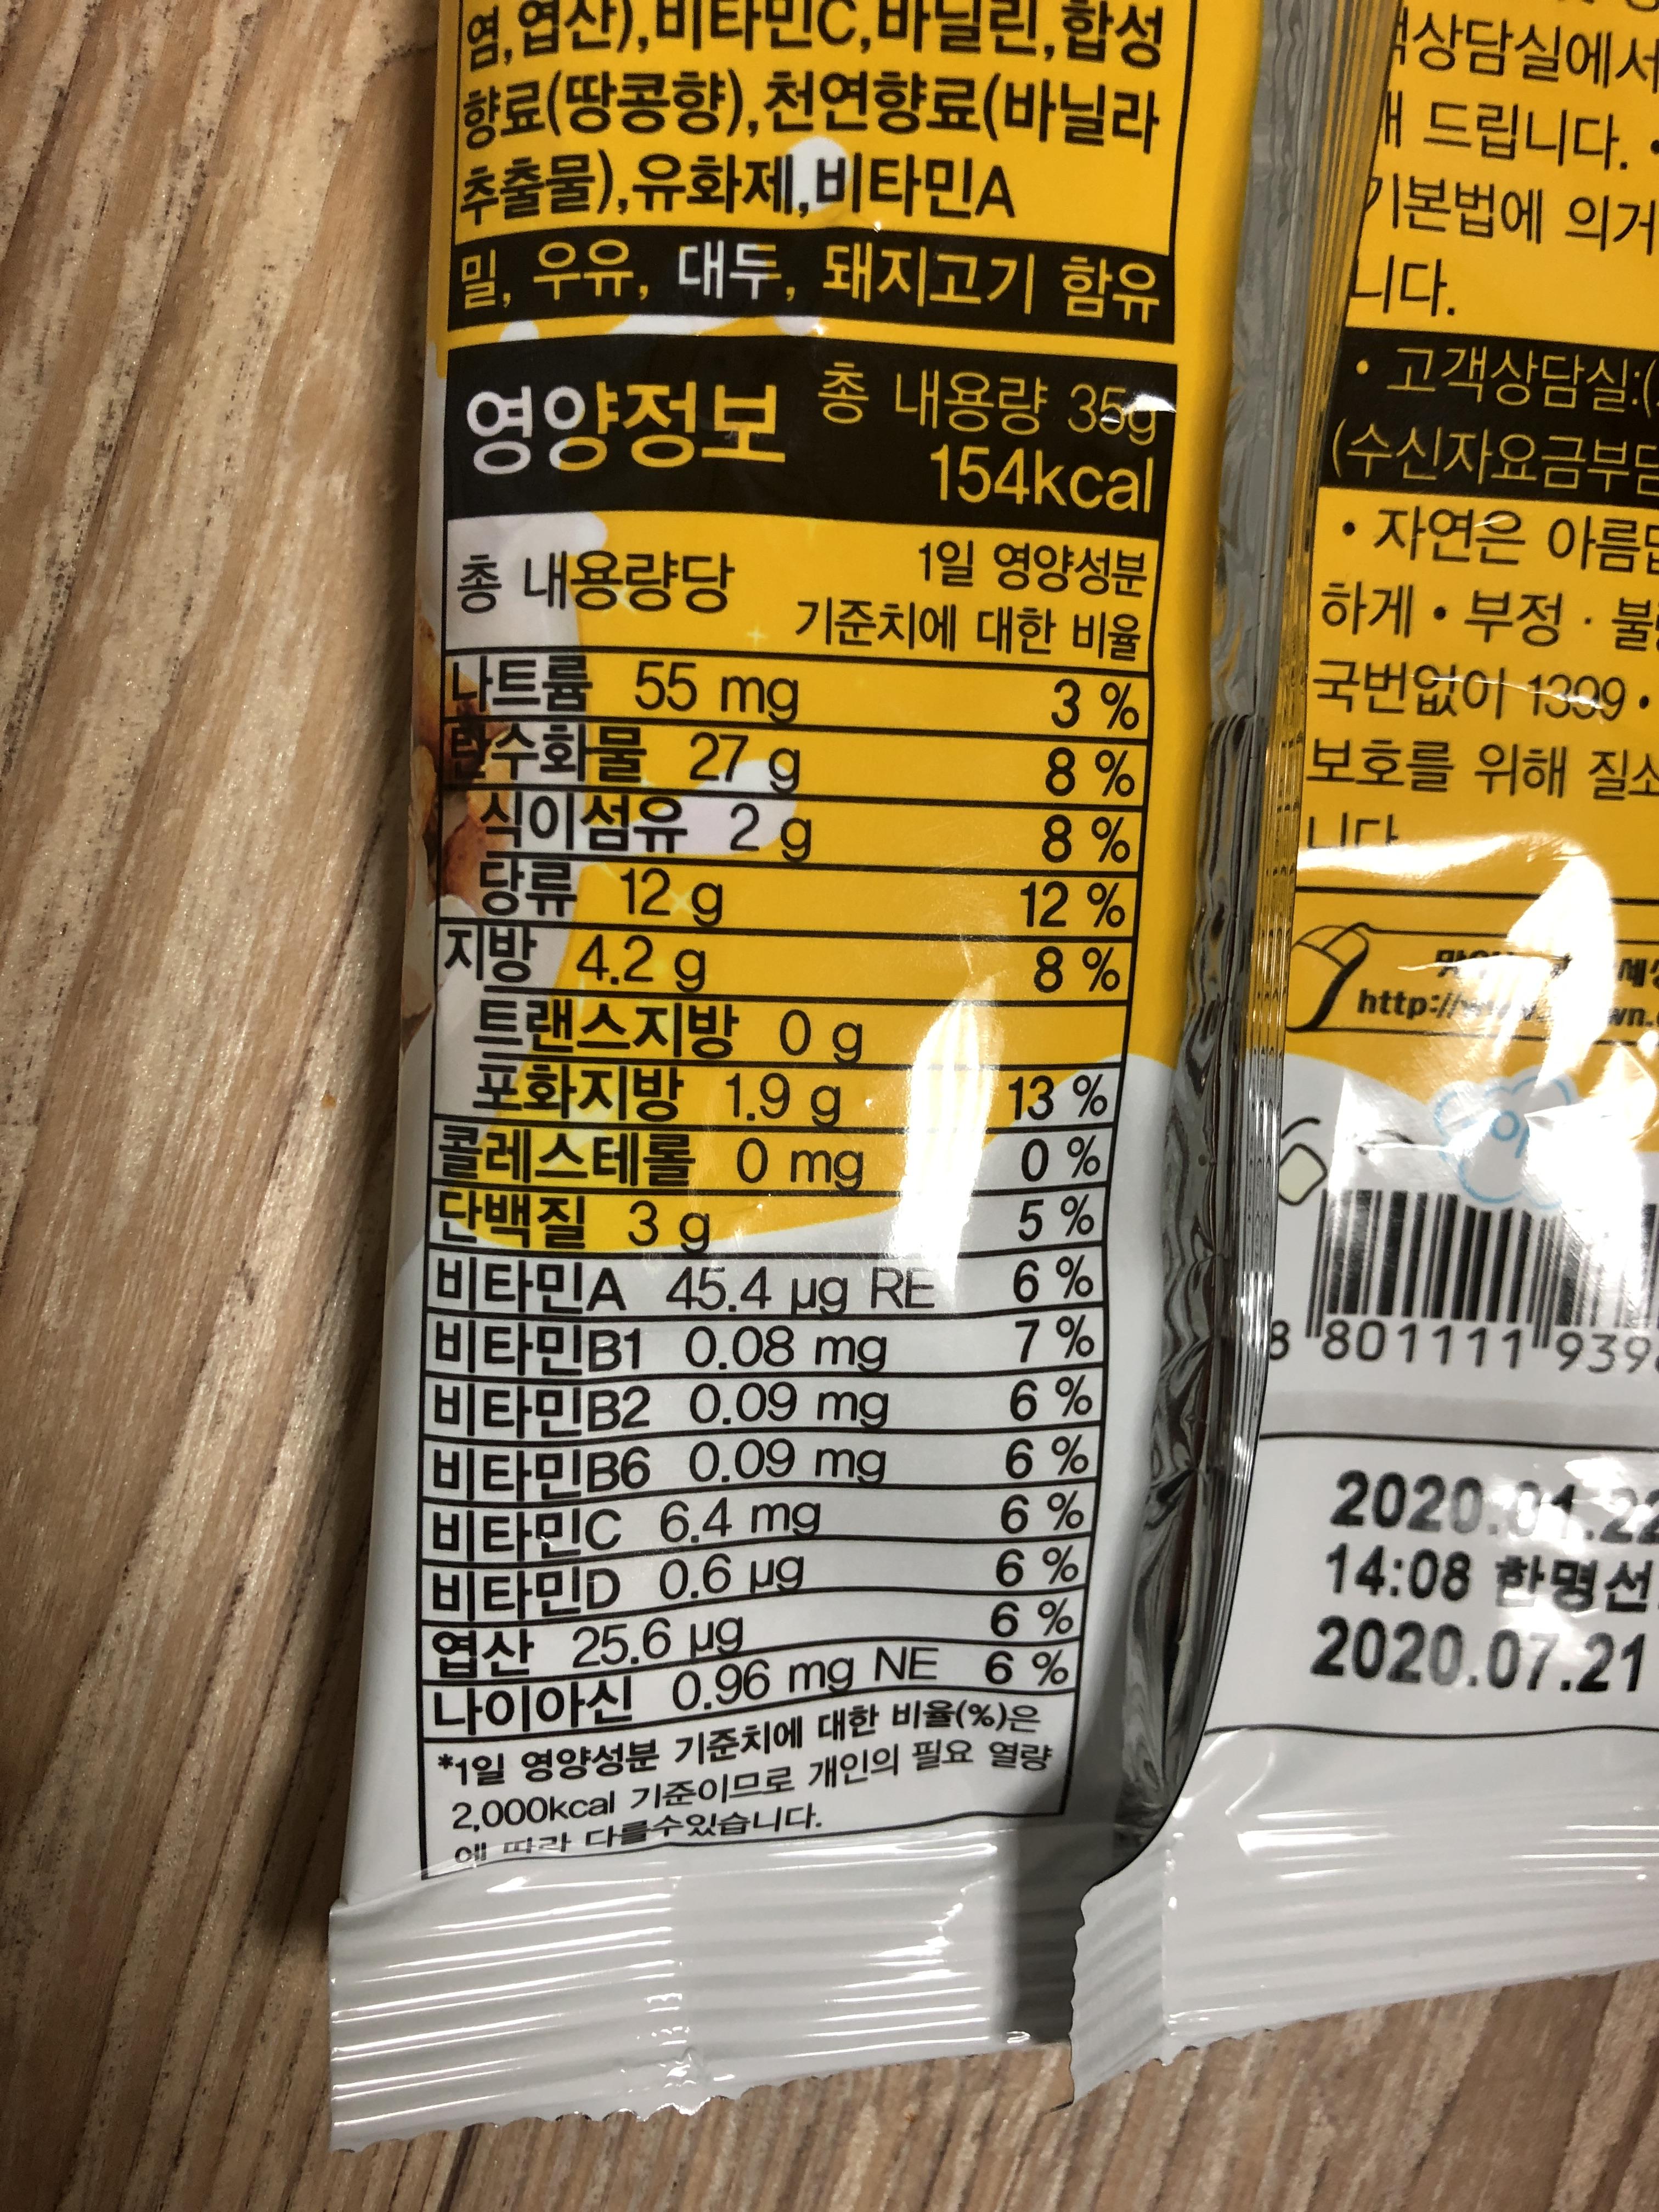 염,엽산),비타민C,바닐린,합성
향료(땅콩향),천연향료(바닐라
추출물),유화제,비타민A
밀, 우유, 대두, 돼지고기 함유
영양정보 총 내용량 35g
154kcal
총 내용량당 1일 영양성분
기준치에 대한 비율
나트륨 55 mg 3 %
탄수화물 27 g 8 %
식이섬유 2 g 8 %
당류 12 g 12 %
지방 4.2 g 8 %
트랜스지방 0 g
포화지방 1.9 g 13 %
콜레스테롤 0 mg 0 %
단백질 3 g 5 %
비타민A 45.4 µg RE 6 %
비타민B1 0.08 mg 7 %
비타민B2 0.09 mg 6 %
비타민B6 0.09 mg 6 %
비타민C 6.4 mg 6 %
비타민D 0.6 µg 6 %
엽산 25.6 µg 6 %
나이아신 0.96 mg NE 6 %
*1일 영양성분 기준치에 대한 비율(%)은
2,000kcal 기준이므로 개인의 필요 열량
에 따라 다를수있습니다.
상담실에서
드립니다. •
기본법에 의거
니다.
• 고객상담실:(
(수신자요금부담
• 자연은
하게 • 부정 · 불
국번없이 1399 •
보호를 위해 질소
니다
http://
8 801111 939
2020.01.22
14:08 한명선
2020.07.21